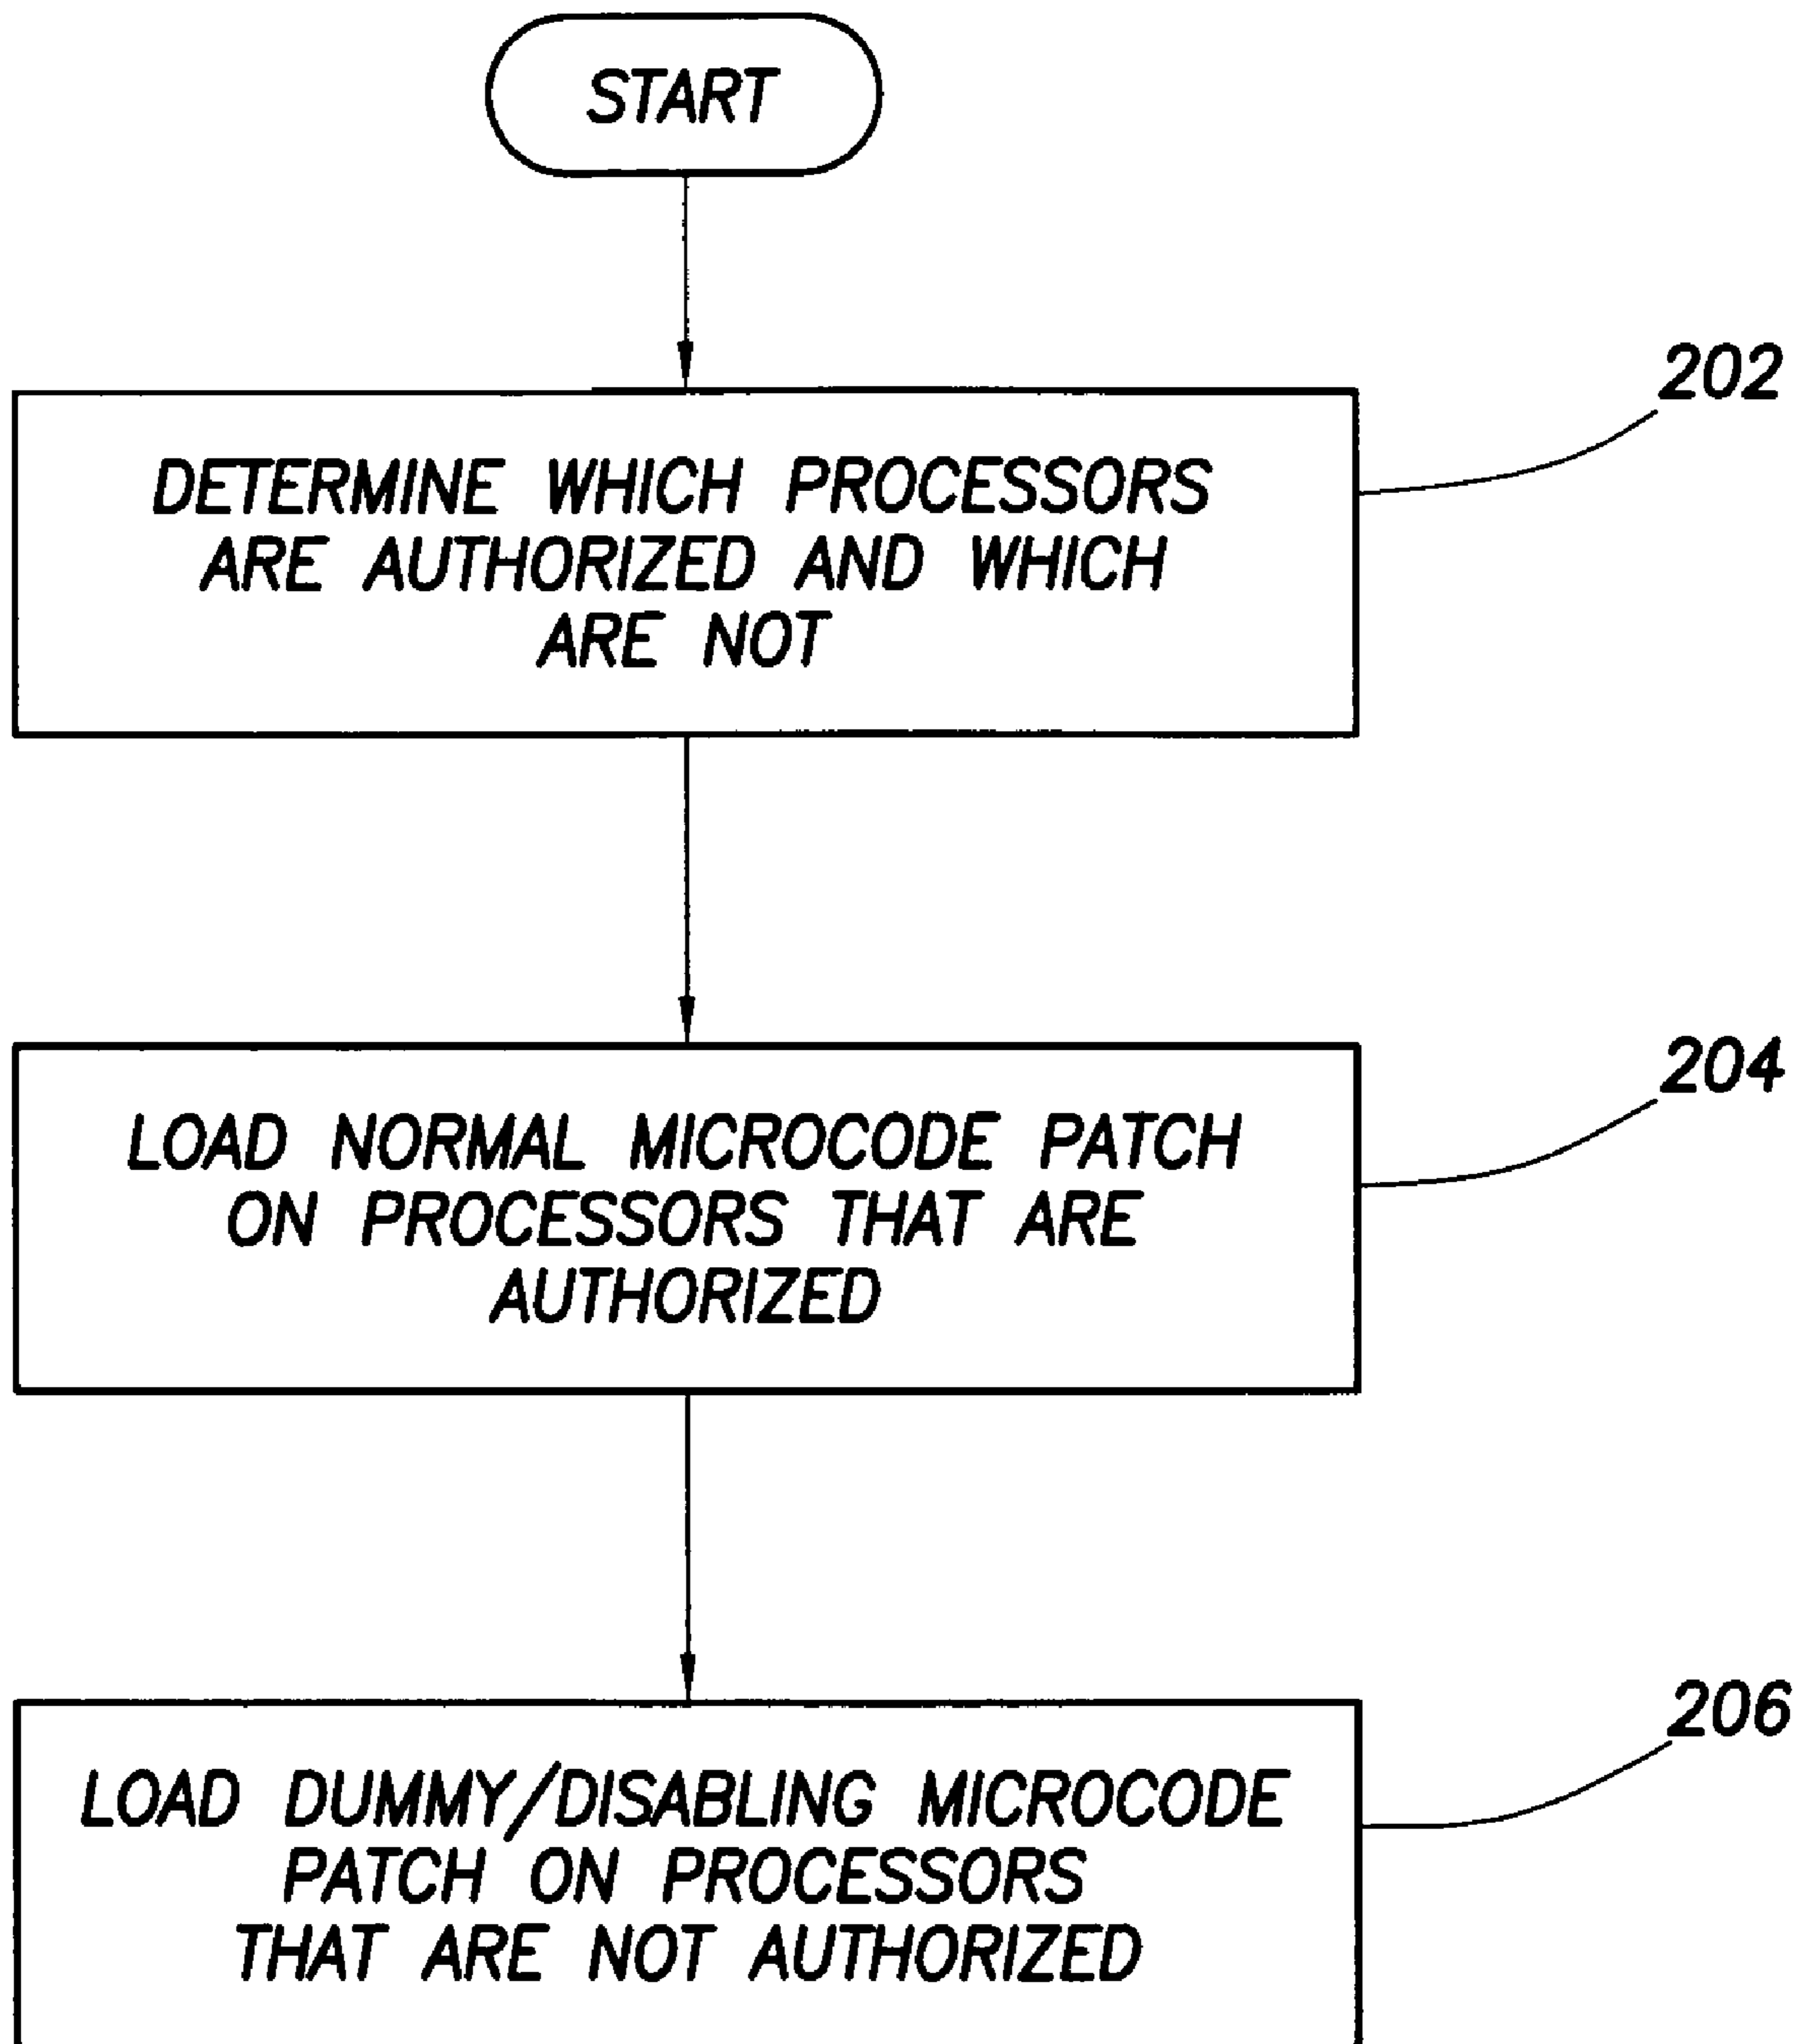 START
202
DETERMINE WHICH PROCESSORS
ARE AUTHORIZED AND WHICH
ARE NOT
204
LOAD NORMAL MICROCODE PATCH
ON PROCESSORS THAT ARE
AUTHORIZED
206
LOAD DUMMY/DISABLING MICROCODE
PATCH ON PROCESSORS
THAT ARE NOT AUTHORIZED